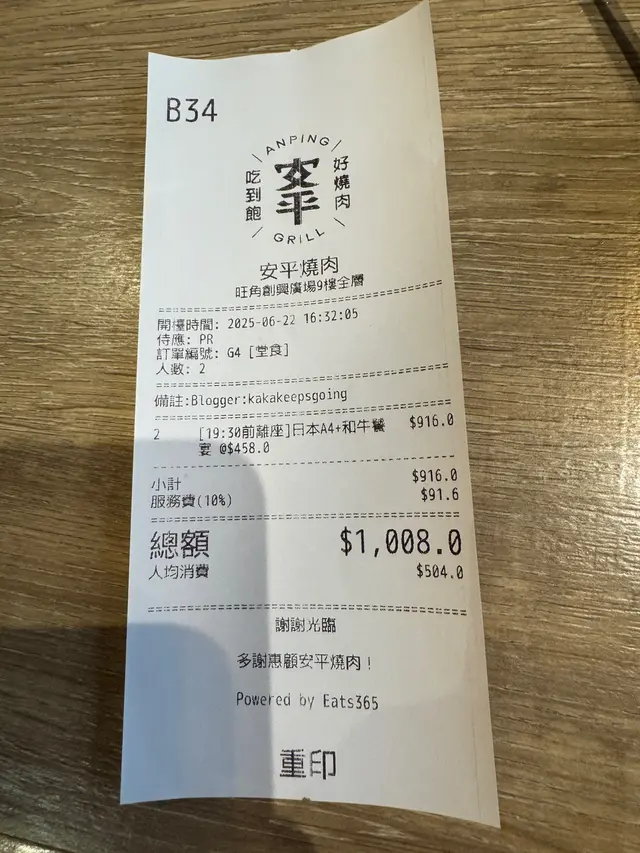 B34
ANPING
吃到飽
安平
好燒肉
GRILL
安平燒肉
旺角創興廣場9樓全層
開檯時間: 2025-06-22 16:32:05
侍應: PR
訂單編號: G4 [堂食]
人數: 2
備註:Blogger:kakakeepsgoing
2 [19:30前離座]日本A4+和牛饗 $916.0
宴 @$458.0
小計 $916.0
服務費(10%) $91.6
總額 $1,008.0
人均消費 $504.0
謝謝光臨
多謝惠顧安平燒肉!
Powered by Eats365
重印